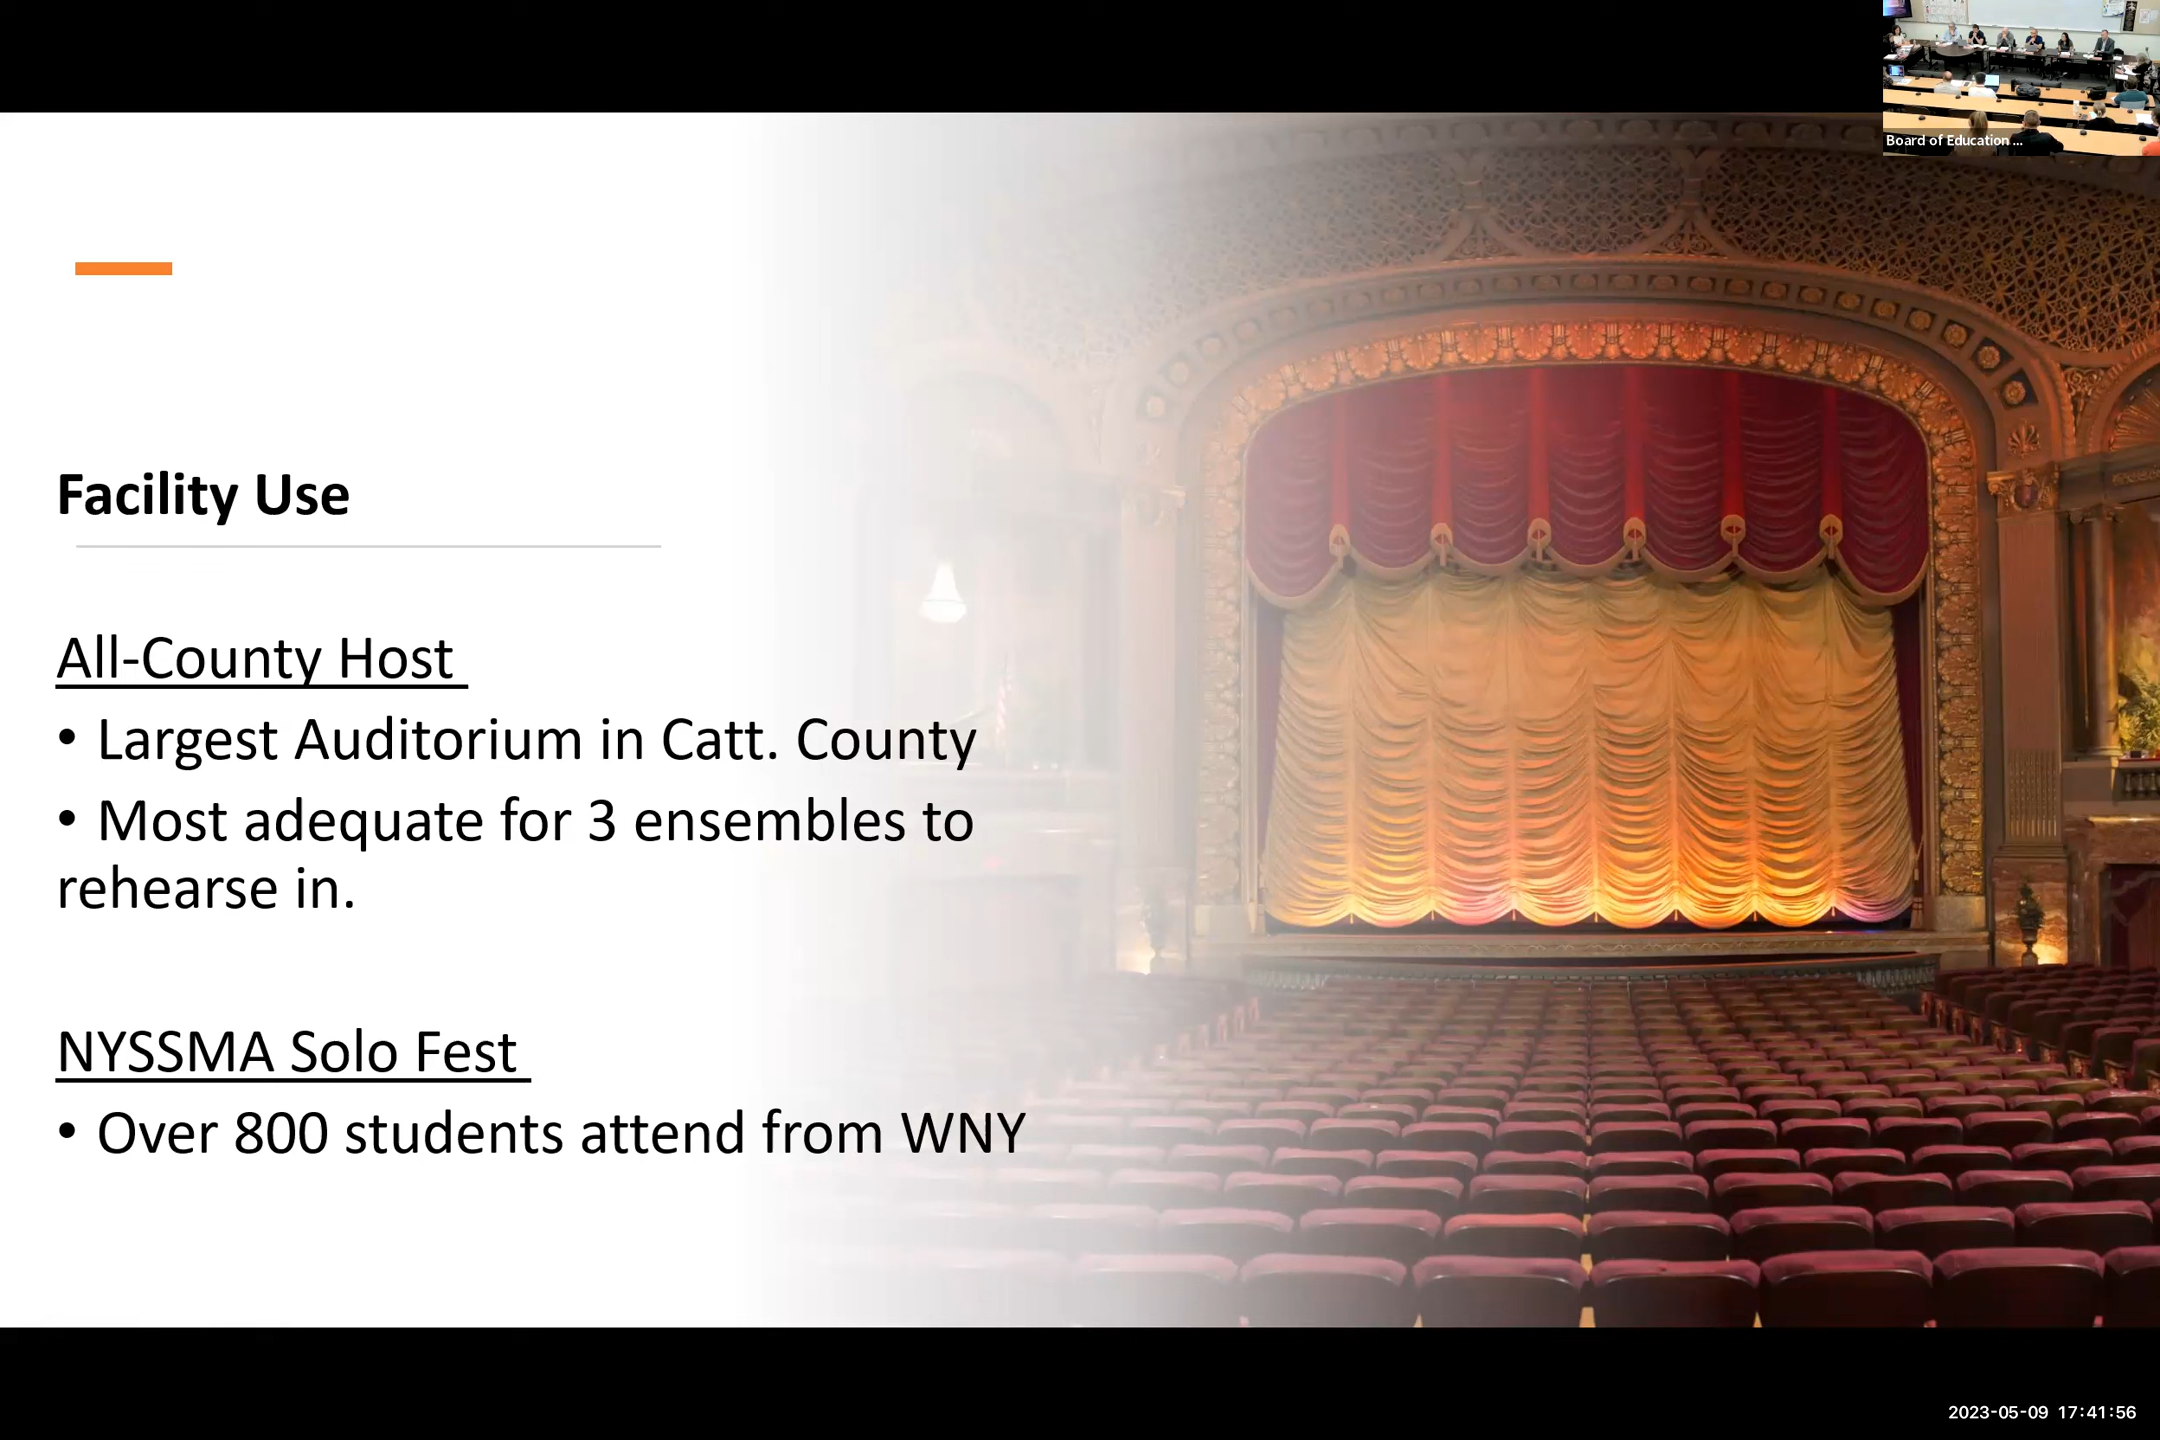 Board of Education ...
Facility Use
All-County Host
• Largest Auditorium in Catt. County
• Most adequate for 3 ensembles to
rehearse in.
NYSSMA Solo Fest
• Over 800 students attend from WNY
2023-05-09 17:41:56